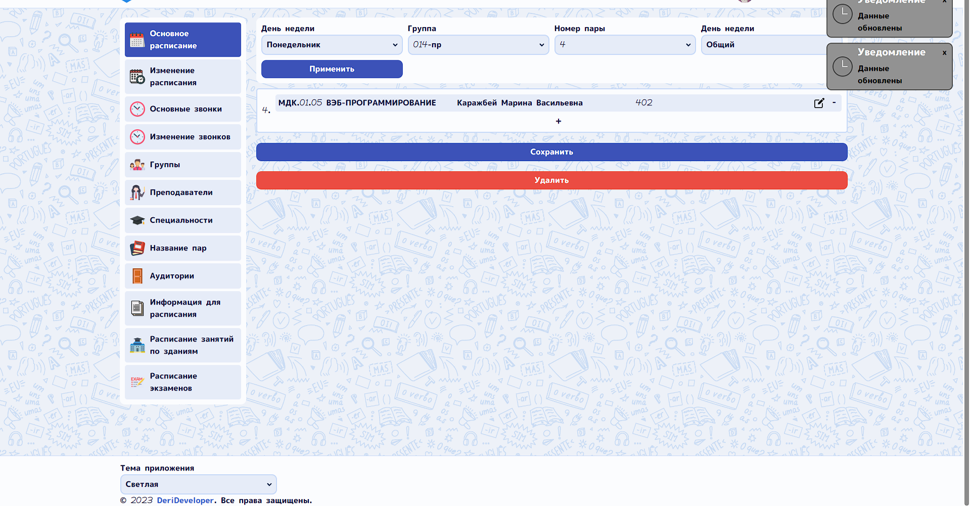 Уведомление
x
Данные
обновлены
Уведомление
x
Данные
обновлены
Основное
расписание
Изменение
расписания
Основные звонки
Изменение звонков
Группы
Преподаватели
Специальности
Название пар
Аудитории
Информация для
расписания
Расписание занятий
по зданиям
Расписание
экзаменов
День недели
Понедельник
Группа
014-пр
Номер пары
4
День недели
Общий
Применить
4.
МДК.01.05 ВЭБ-ПРОГРАММИРОВАНИЕ Каражбей Марина Васильевна 402 -
+
Сохранить
Удалить
Тема приложения
Светлая
© 2023 DeriDeveloper. Все права защищены.